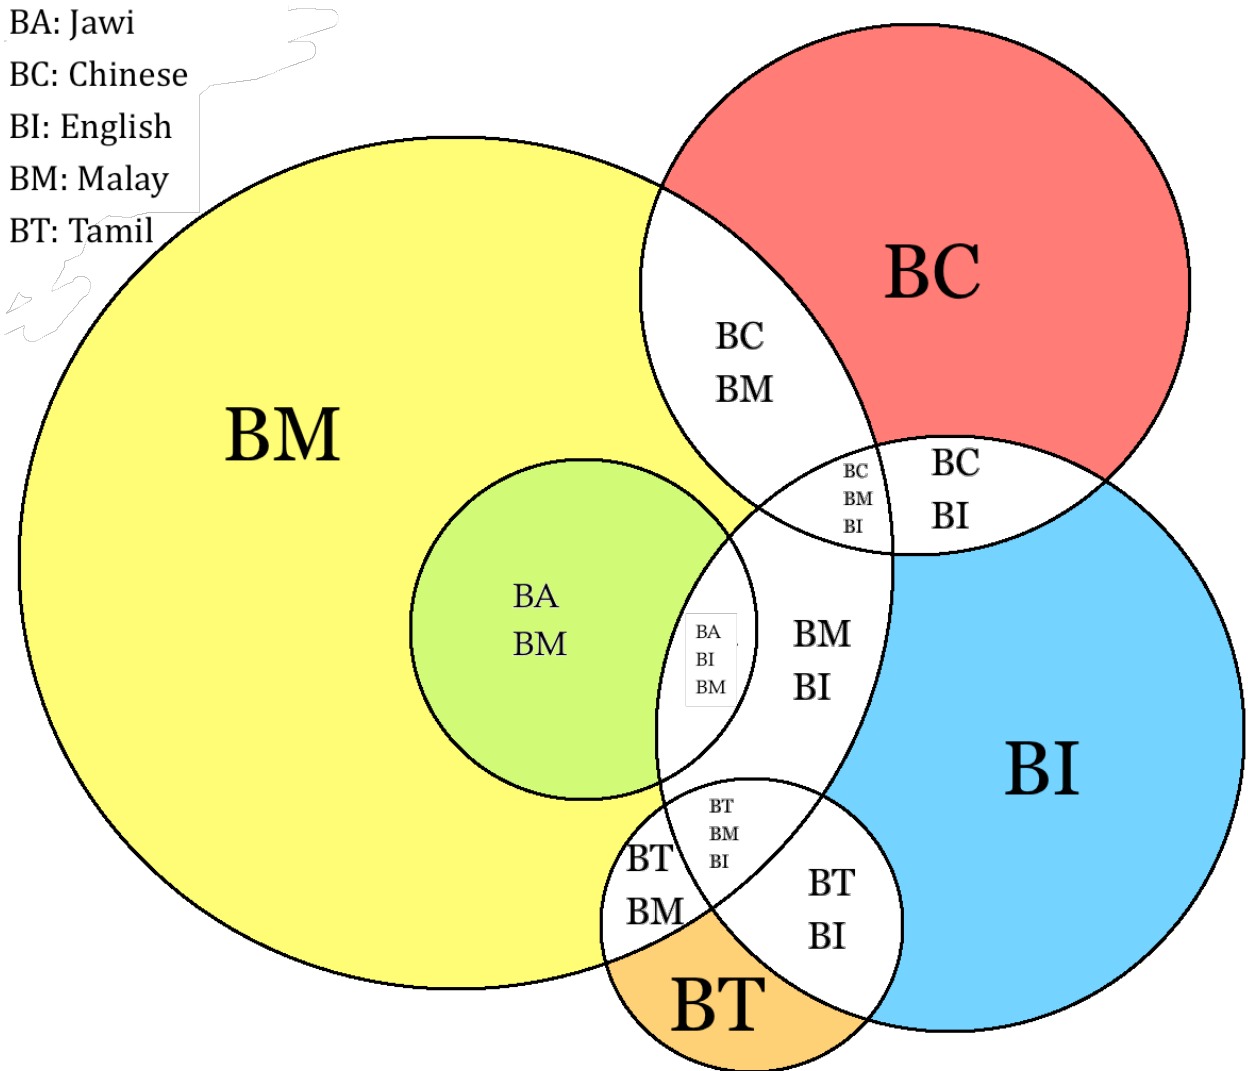 BA: Jawi
BC: Chinese
BI: English
BM: Malay
BT: Tamil
BC
BC
BM
BM
BC
BM
BI
BC
BI
BA
BM
BA
BI
BM
BM
BI
BI
BT
BM
BI
BT
BM
BT
BI
BT